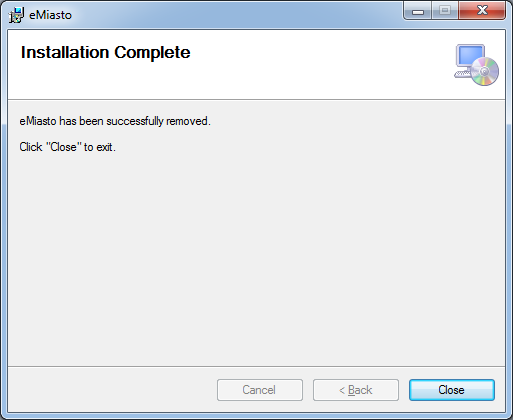 eMiasto
Installation Complete
eMiasto has been successfully removed.
Click "Close" to exit.
Cancel
< Back
Close